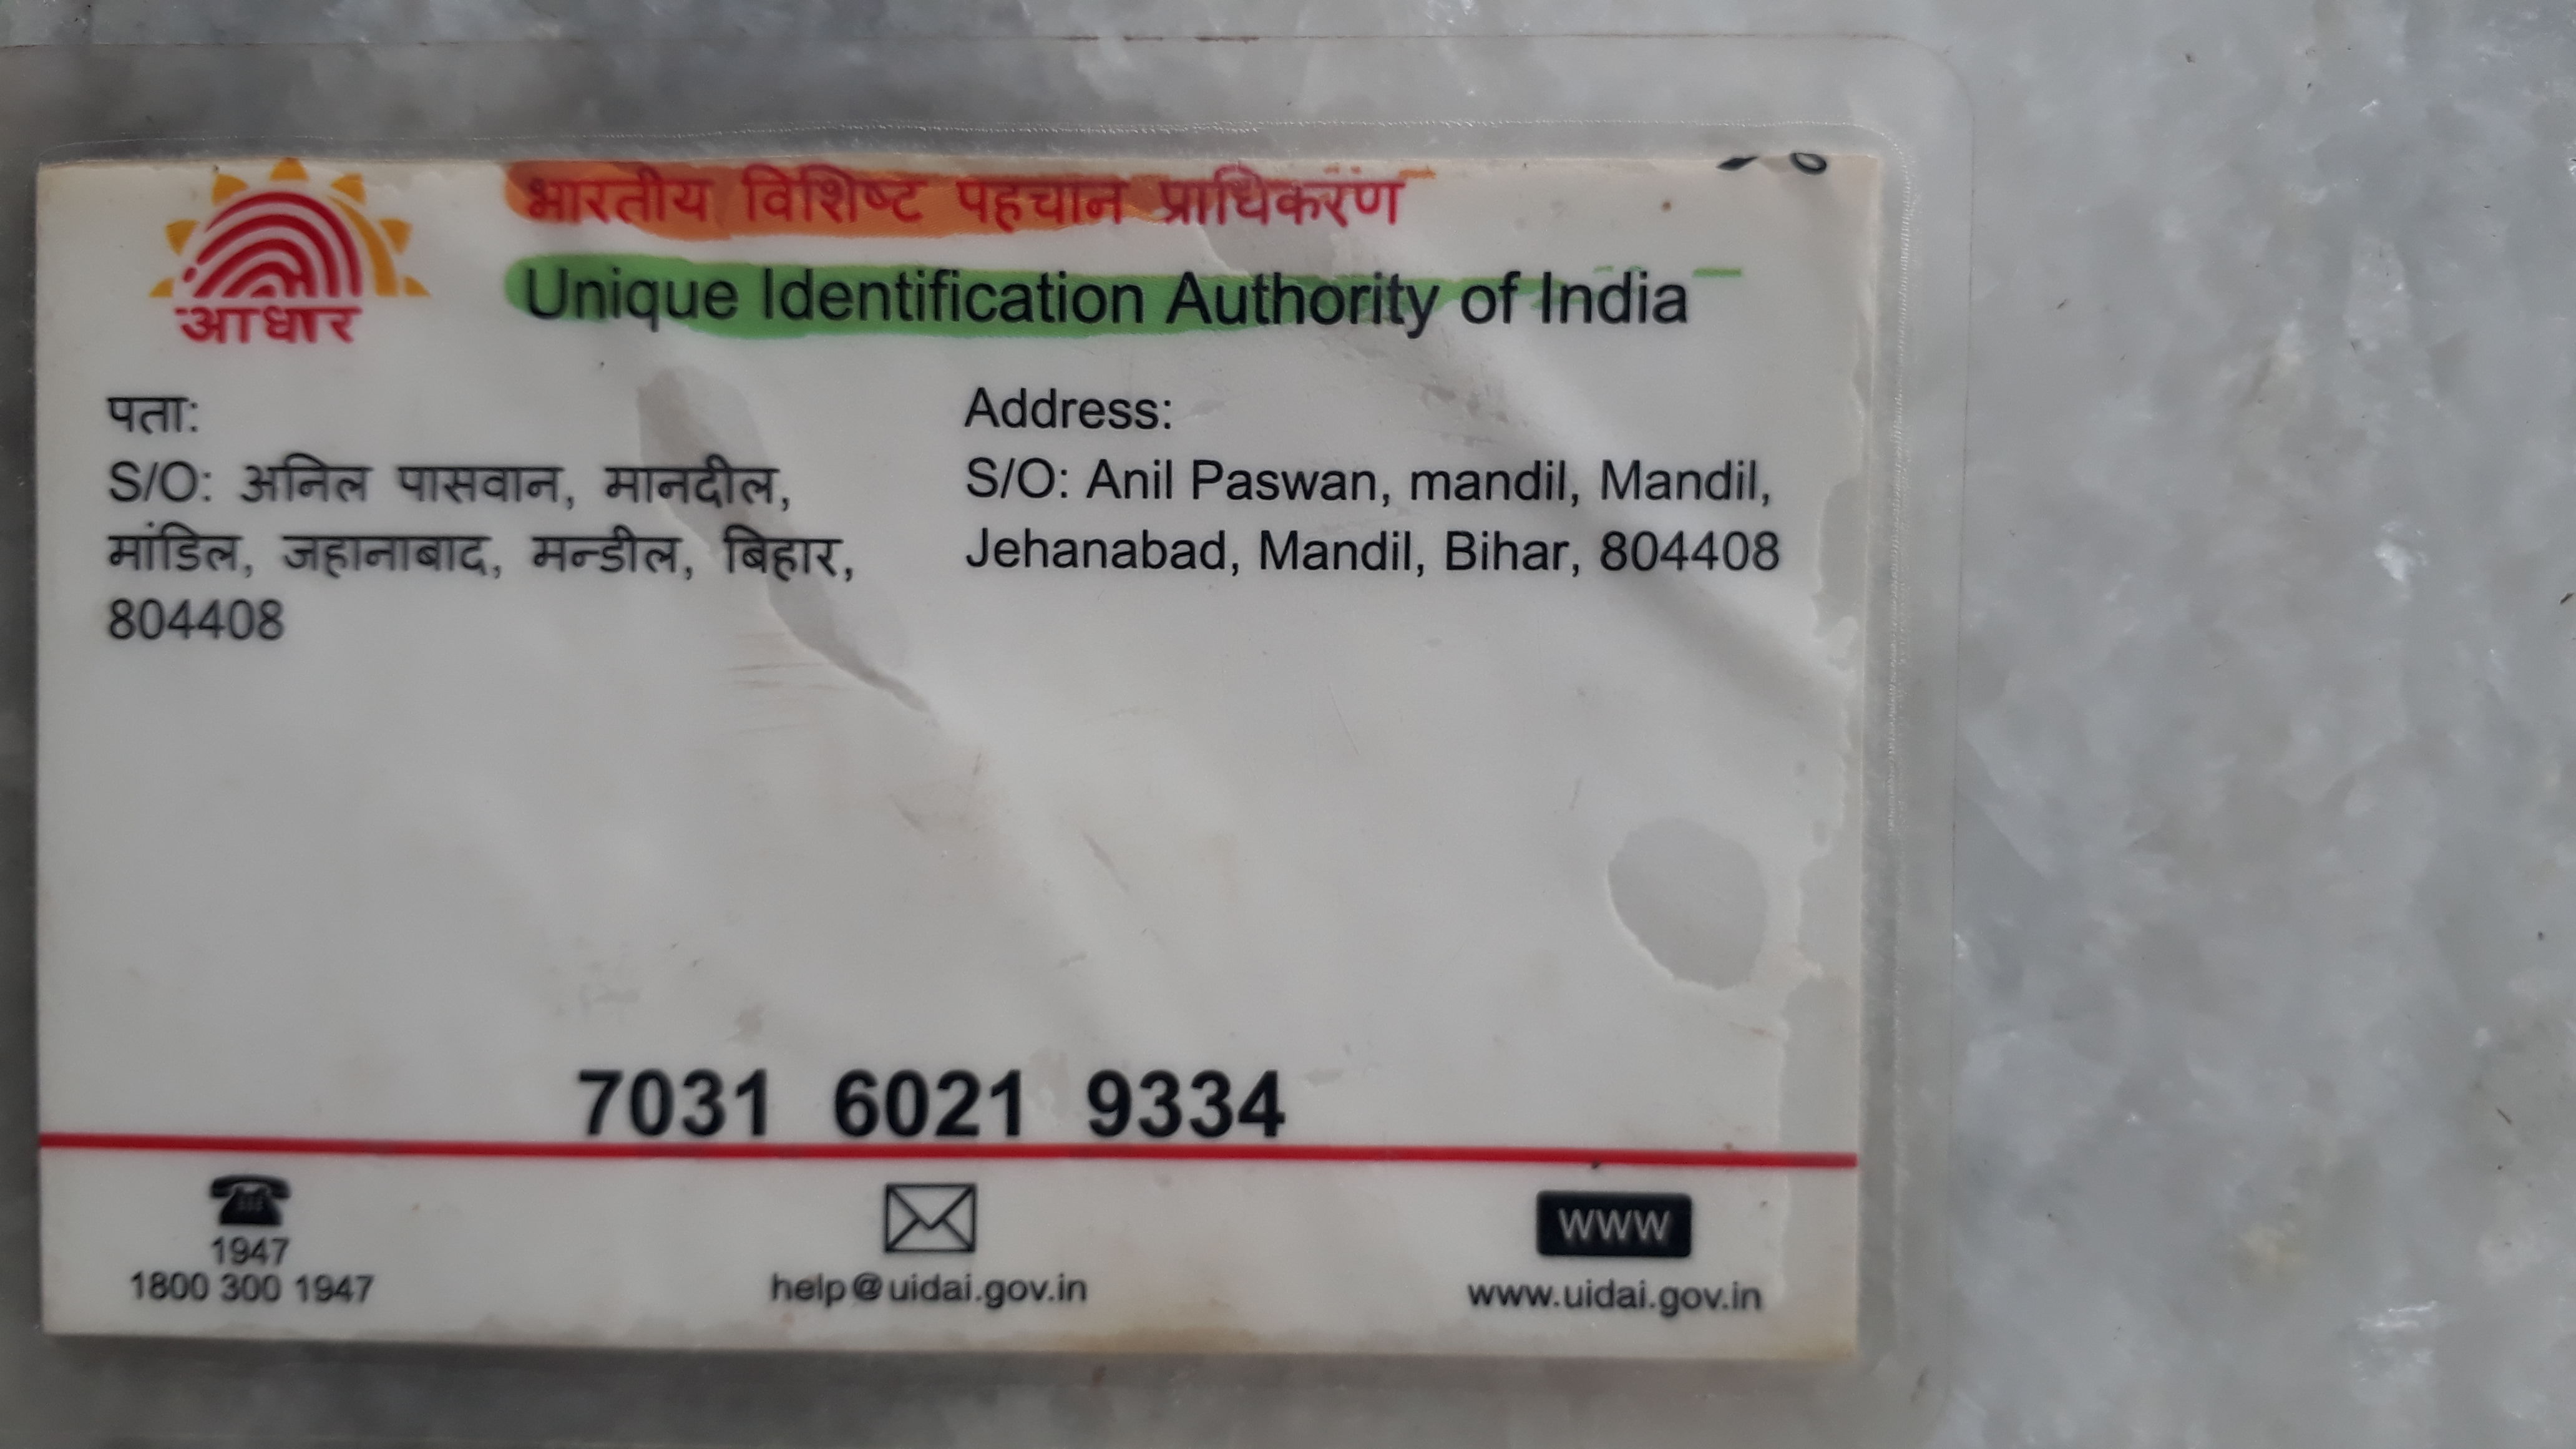 भारतीय विशिष्ट पहचान प्राधिकरण
Unique Identification Authority of India
आधार
पता:
S/O: अनिल पासवान, मानदील,
मांडिल, जहानाबाद, मन्डील, बिहार,
804408
Address:
S/O: Anil Paswan, mandil, Mandil,
Jehanabad, Mandil, Bihar, 804408
7031 6021 9334
1947
1800 300 1947
help@uidai.gov.in
WWW
www.uidai.gov.in